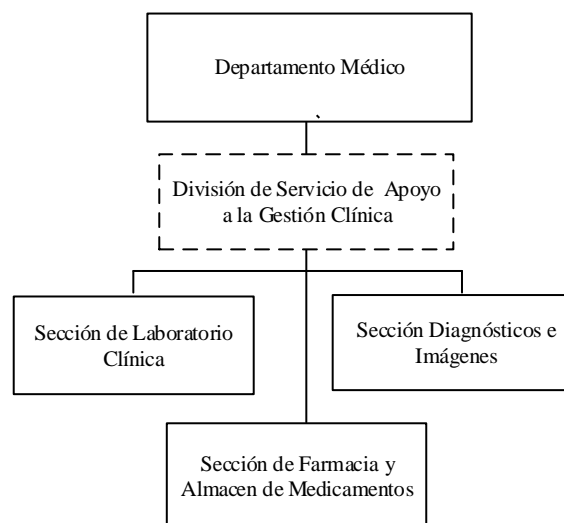 Departamento Médico
División de Servicio de Apoyo
a la Gestión Clínica
Sección de Laboratorio
Clínica
Sección Diagnósticos e
Imágenes
Sección de Farmacia y
Almacen de Medicamentos